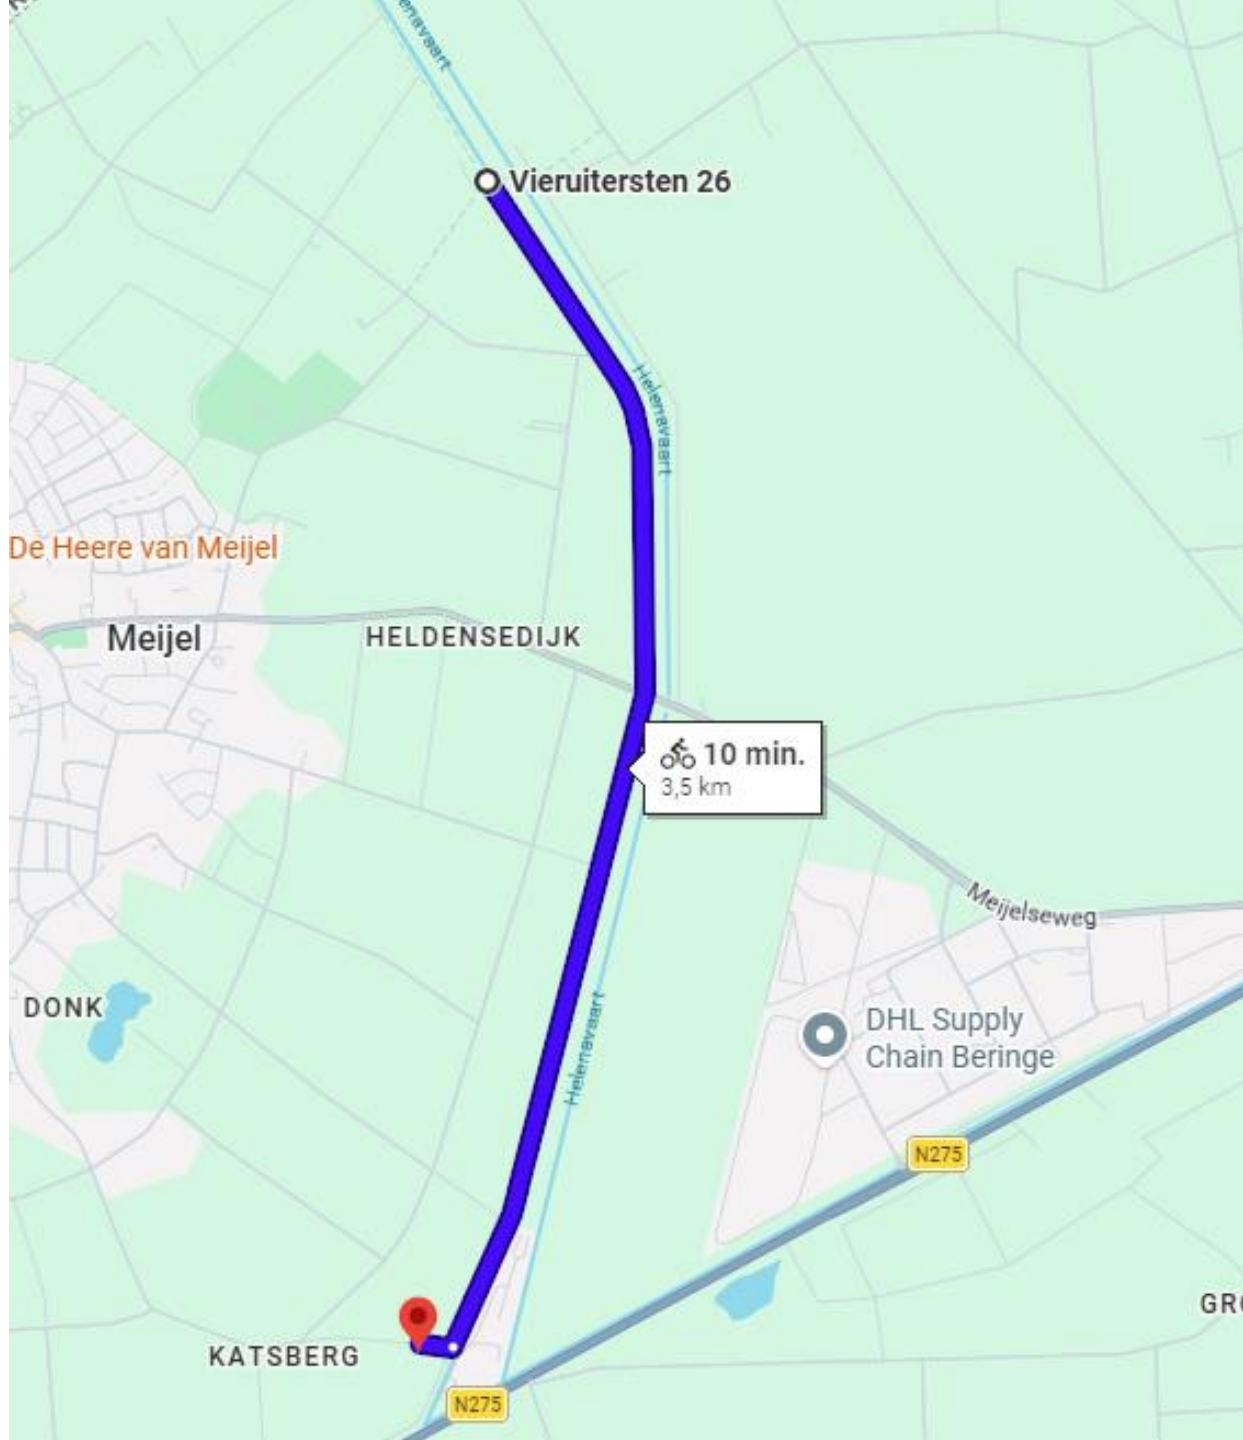 Vieruitersten 26
Helenavaart
De Heere van Meijel
Meijel
HELDENSEDIJK
10 min.
3,5 km
Meijelseweg
DONK
Helenavaart
DHL Supply
Chain Beringe
N275
KATSBERG
N275